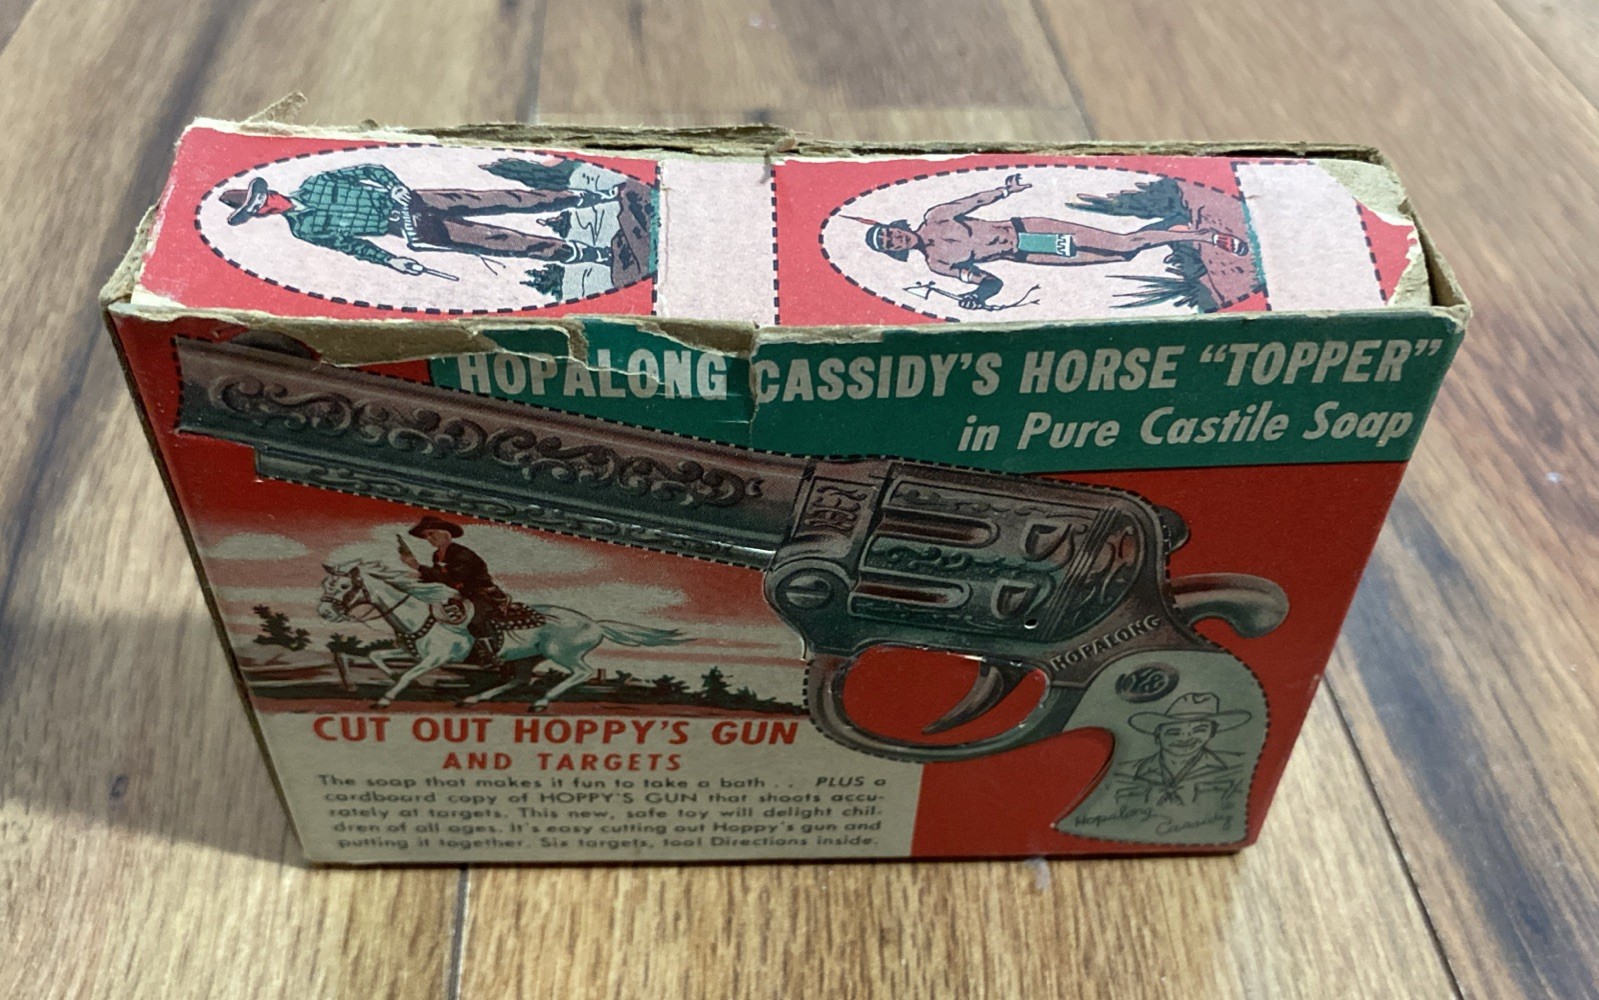 HOPALONG CASSIDY'S HORSE "TOPPER"
in Pure Castile Soap
HOPALONG
Hopalong
Cassidy
CUT OUT HOPPY'S GUN
AND TARGETS
The soap that makes it fun to take a bath . . PLUS a
cardboard copy of HOPPY'S GUN that shoots accu-
rately at targets. This new, safe toy will delight chil-
dren of all ages. It's easy cutting out Hoppy's gun and
putting it together. Six targets, too! Directions inside.